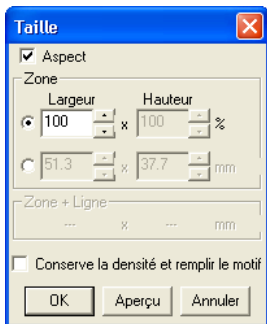 Taille
Aspect
Zone
Largeur Hauteur
100 x 100 %
51.3 x 37.7 mm
Zone + Ligne
--- x --- mm
Conserve la densité et remplir le motif
OK Aperçu Annuler